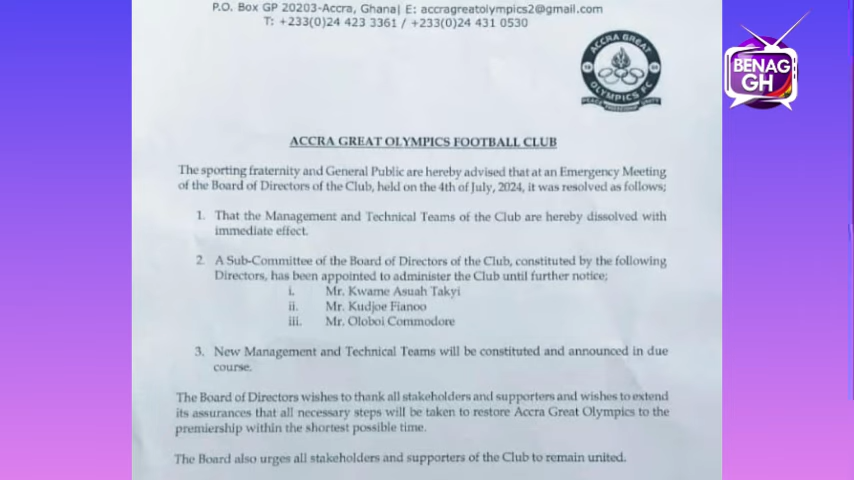 P.O. Box GP 20203-Accra, Ghana| E: accragreatolympics2@gmail.com
T: +233(0)24 423 3361 / +233(0)24 431 0530
ACCRA GREAT
OLYMPICS FC
BENAG
GH
ACCRA GREAT OLYMPICS FOOTBALL CLUB
The sporting fraternity and General Public are hereby advised that at an Emergency Meeting
of the Board of Directors of the Club, held on the 4th of July, 2024, it was resolved as follows;
1. That the Management and Technical Teams of the Club are hereby dissolved with
immediate effect.
2. A Sub-Committee of the Board of Directors of the Club, constituted by the following
Directors, has been appointed to administer the Club until further notice;
i. Mr. Kwame Asuah Takyi
ii. Mr. Kudjoe Fianoo
iii. Mr. Oloboi Commodore
3. New Management and Technical Teams will be constituted and announced in due
course.
The Board of Directors wishes to thank all stakeholders and supporters and wishes to extend
its assurances that all necessary steps will be taken to restore Accra Great Olympics to the
premiership within the shortest possible time.
The Board also urges all stakeholders and supporters of the Club to remain united.